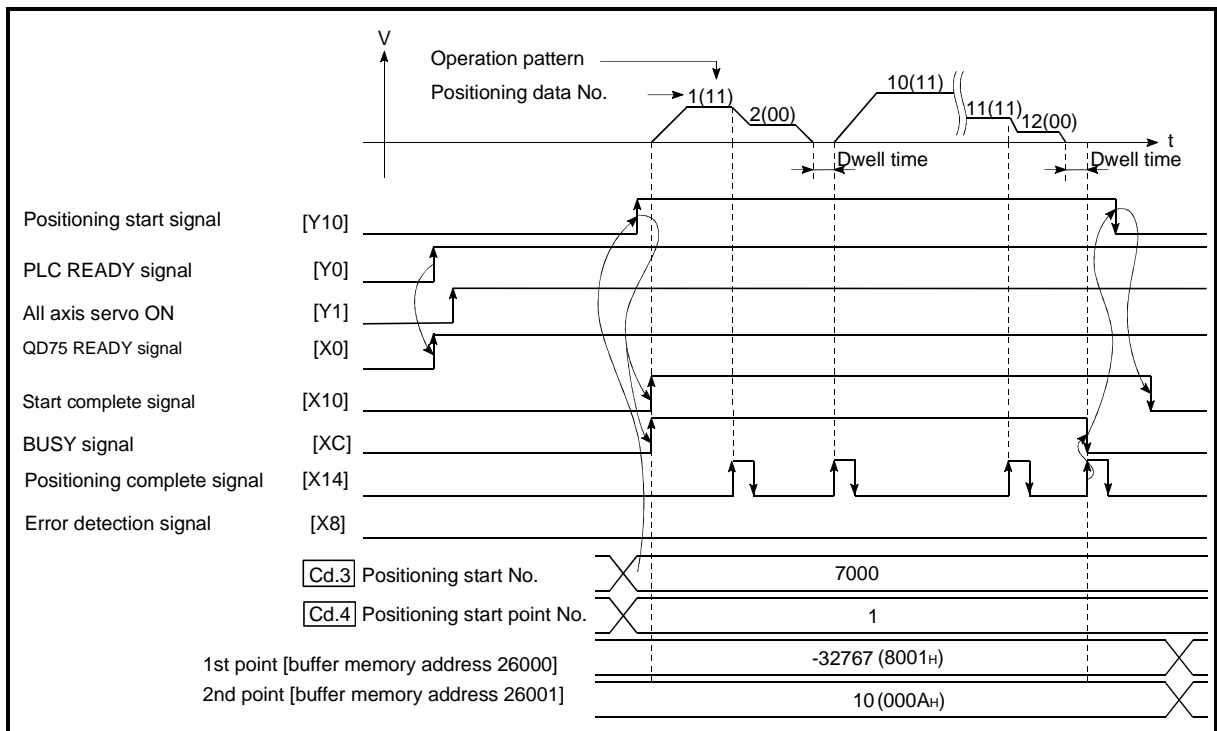 V
Operation pattern
Positioning data No.
1(11)
2(00)
10(11)
11(11)
12(00)
t
Dwell time
Dwell time
Positioning start signal [Y10]
PLC READY signal [Y0]
All axis servo ON [Y1]
QD75 READY signal [X0]
Start complete signal [X10]
BUSY signal [XC]
Positioning complete signal [X14]
Error detection signal [X8]
Cd.3 Positioning start No. 7000
Cd.4 Positioning start point No. 1
1st point [buffer memory address 26000] -32767 (8001H)
2nd point [buffer memory address 26001] 10 (000AH)